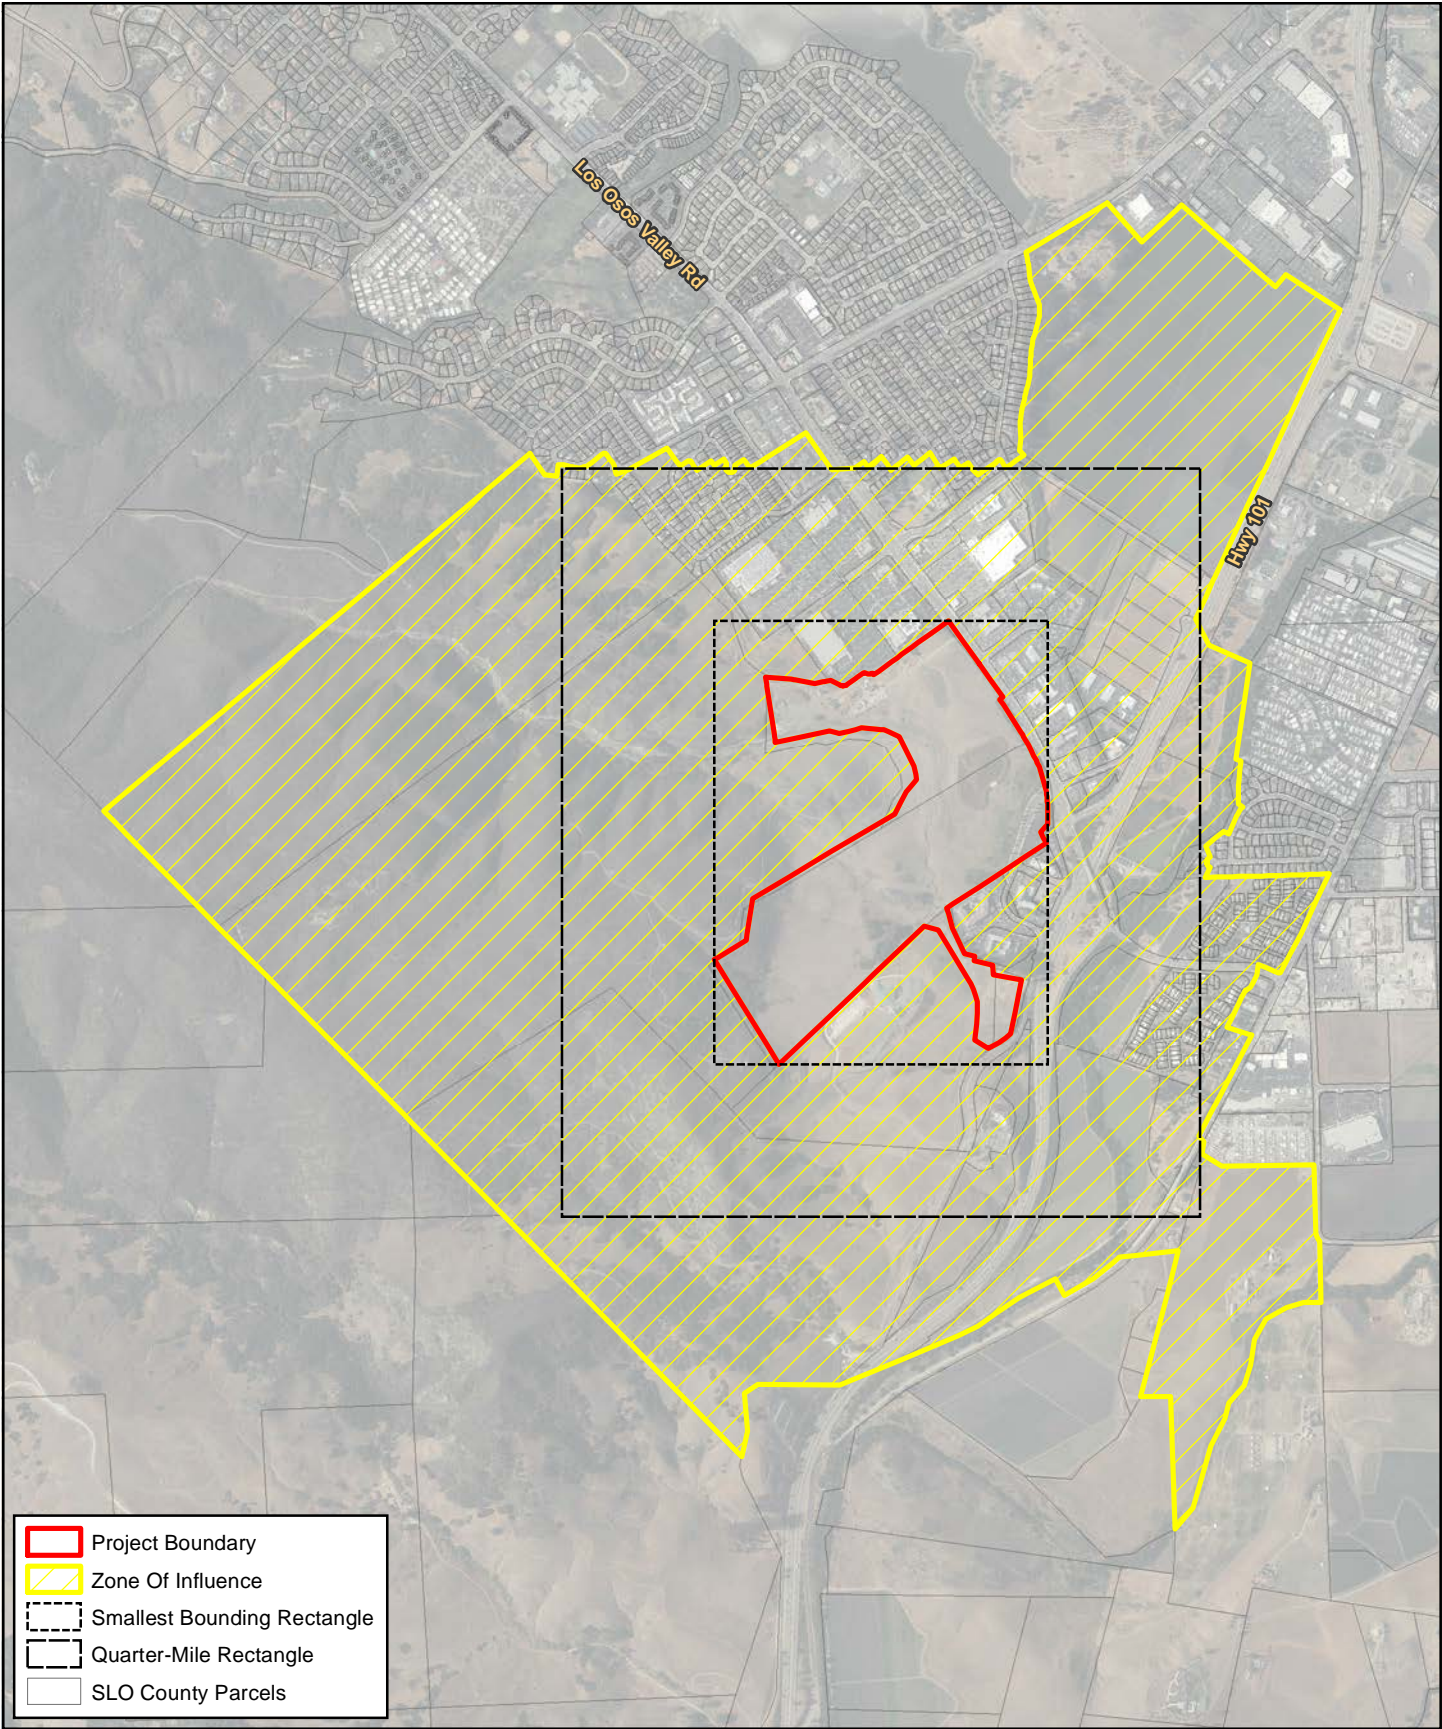 Los Osos Valley Rd
Hwy 101
Project Boundary
Zone Of Influence
Smallest Bounding Rectangle
Quarter-Mile Rectangle
SLO County Parcels